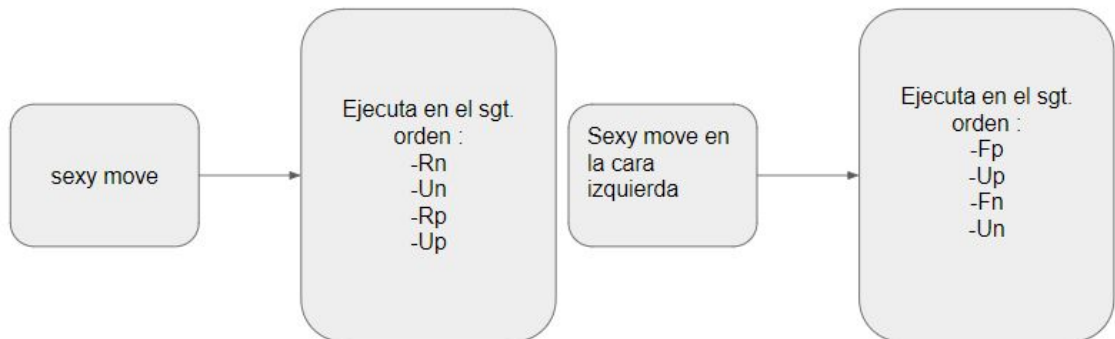 sexy move
Ejecuta en el sgt.
orden :
-Rn
-Un
-Rp
-Up
Sexy move en
la cara
izquierda
Ejecuta en el sgt.
orden :
-Fp
-Up
-Fn
-Un